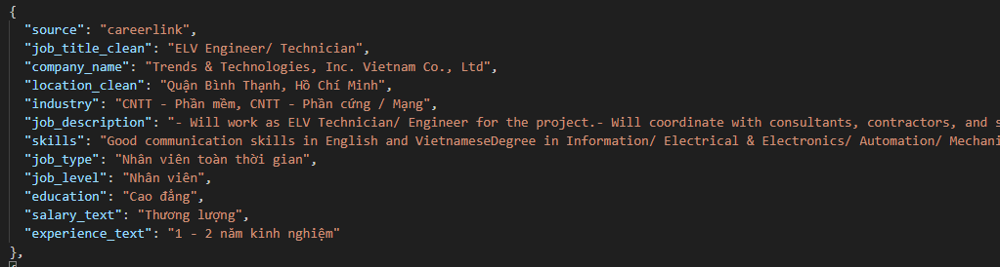 {
"source": "careerlink",
"job_title_clean": "ELV Engineer/ Technician",
"company_name": "Trends & Technologies, Inc. Vietnam Co., Ltd",
"location_clean": "Quận Bình Thạnh, Hồ Chí Minh",
"industry": "CNTT - Phần mềm, CNTT - Phần cứng / Mạng",
"job_description": "- Will work as ELV Technician/ Engineer for the project.- Will coordinate with consultants, contractors, and
"skills": "Good communication skills in English and VietnameseDegree in Information/ Electrical & Electronics/ Automation/
"job_type": "Nhân viên toàn thời gian",
"job_level": "Nhân viên",
"education": "Cao đẳng",
"salary_text": "Thương lượng",
"experience_text": "1 - 2 năm kinh nghiệm"
},